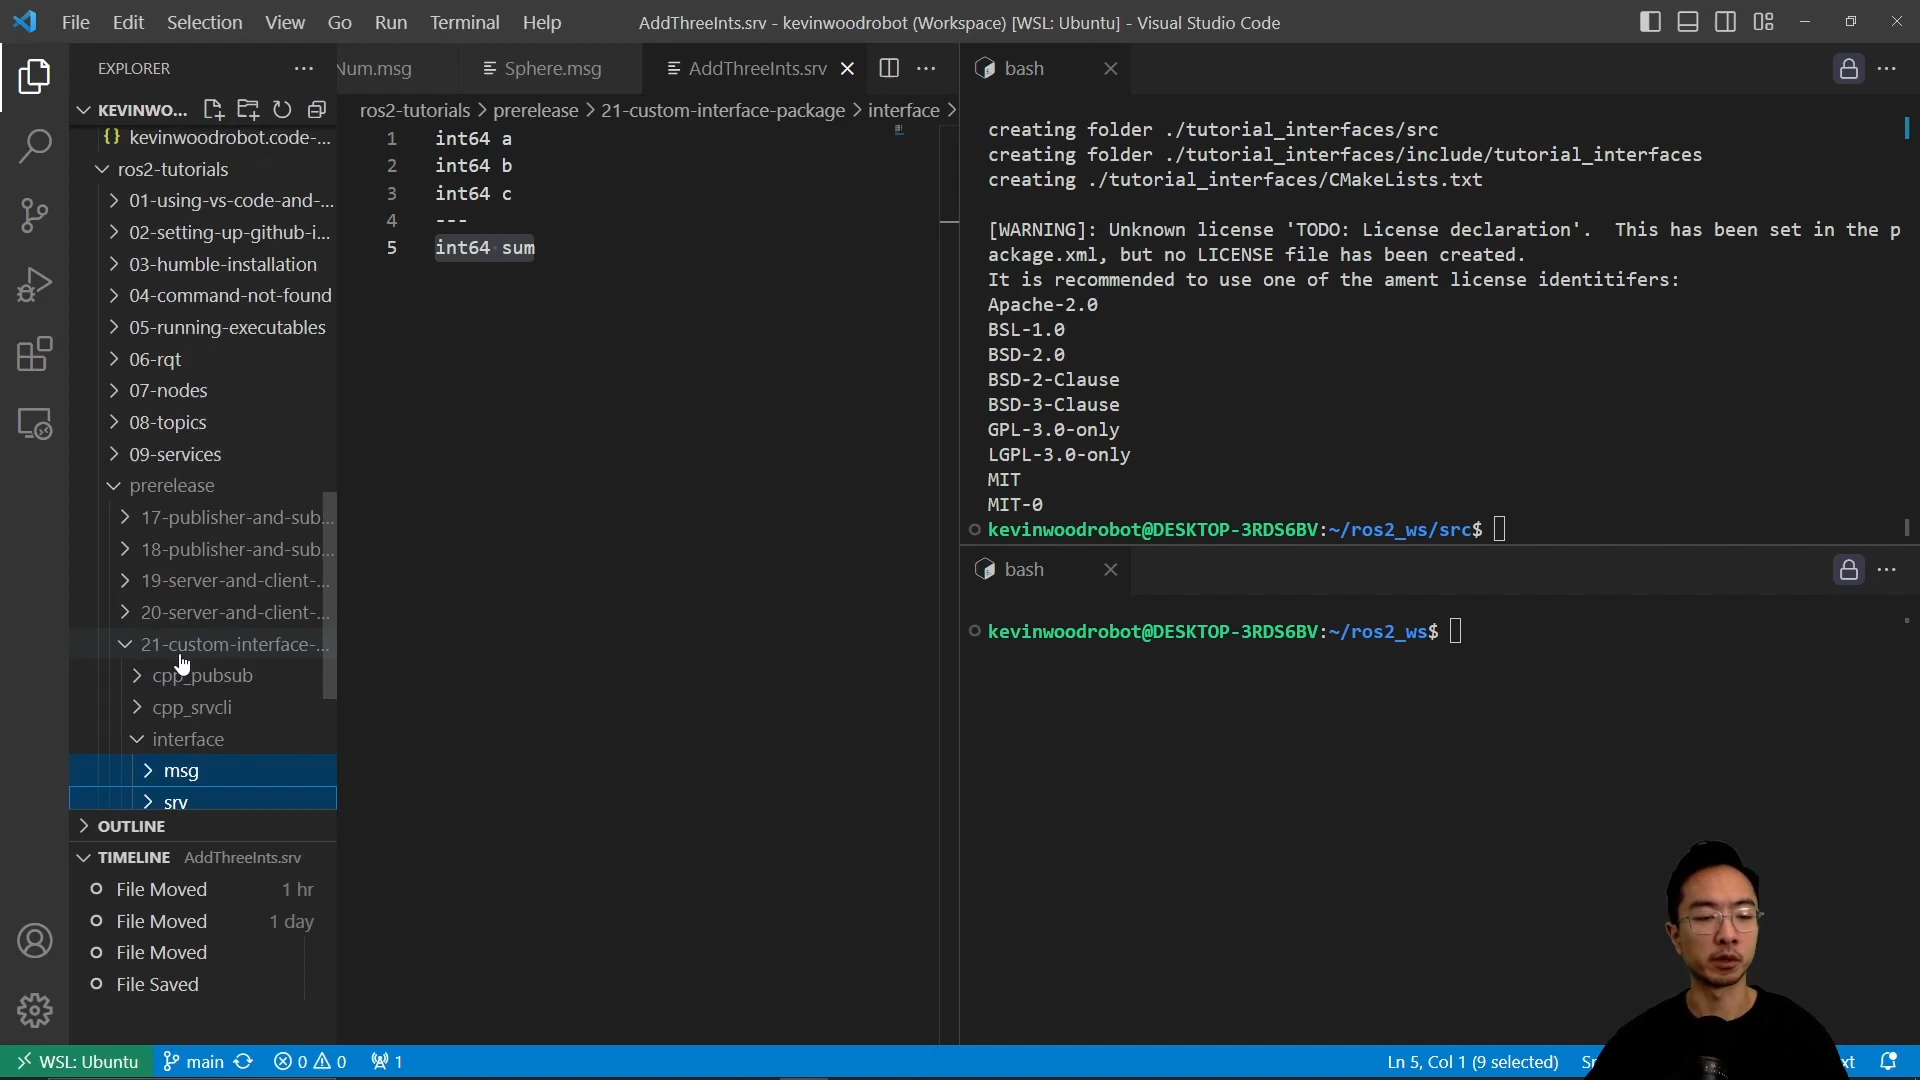 File Edit Selection View Go Run Terminal Help
AddThreeInts.srv - kevinwoodrobot (Workspace) [WSL: Ubuntu] - Visual Studio Code
EXPLORER
KEVINWO...
kevinwoodrobot.code-...
ros2-tutorials
01-using-vs-code-and-...
02-setting-up-github-i...
03-humble-installation
04-command-not-found
05-running-executables
06-rqt
07-nodes
08-topics
09-services
prerelease
17-publisher-and-sub...
18-publisher-and-sub...
19-server-and-client-...
20-server-and-client-...
21-custom-interface-...
cpp_pubsub
cpp_srvcli
interface
msg
srv
OUTLINE
TIMELINE AddThreeInts.srv
File Moved 1 hr
File Moved 1 day
File Moved
File Saved
Num.msg Sphere.msg AddThreeInts.srv
ros2-tutorials > prerelease > 21-custom-interface-package > interface >
1 int64 a
2 int64 b
3 int64 c
4 ---
5 int64 sum
bash
creating folder ./tutorial_interfaces/src
creating folder ./tutorial_interfaces/include/tutorial_interfaces
creating ./tutorial_interfaces/CMakeLists.txt
[WARNING]: Unknown license 'TODO: License declaration'.  This has been set in the p
ackage.xml, but no LICENSE file has been created.
It is recommended to use one of the ament license identitifers:
Apache-2.0
BSL-1.0
BSD-2.0
BSD-2-Clause
BSD-3-Clause
GPL-3.0-only
LGPL-3.0-only
MIT
MIT-0
kevinwoodrobot@DESKTOP-3RDS6BV:~/ros2_ws/src$
bash
kevinwoodrobot@DESKTOP-3RDS6BV:~/ros2_ws$
WSL: Ubuntu main 0 0 1
Ln 5, Col 1 (9 selected)